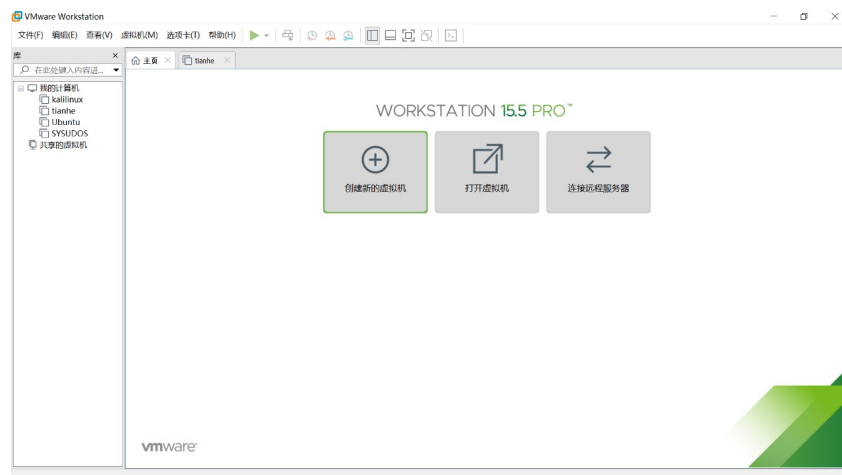 VMware Workstation
文件(F) 编辑(E) 查看(V) 虚拟机(M) 选项卡(T) 帮助(H)
库
在此处键入内容进...
我的计算机
kalilinux
tianhe
Ubuntu
SYSUDOS
共享的虚拟机
主页 tianhe
WORKSTATION 15.5 PRO™
创建新的虚拟机 打开虚拟机 连接远程服务器
vmware